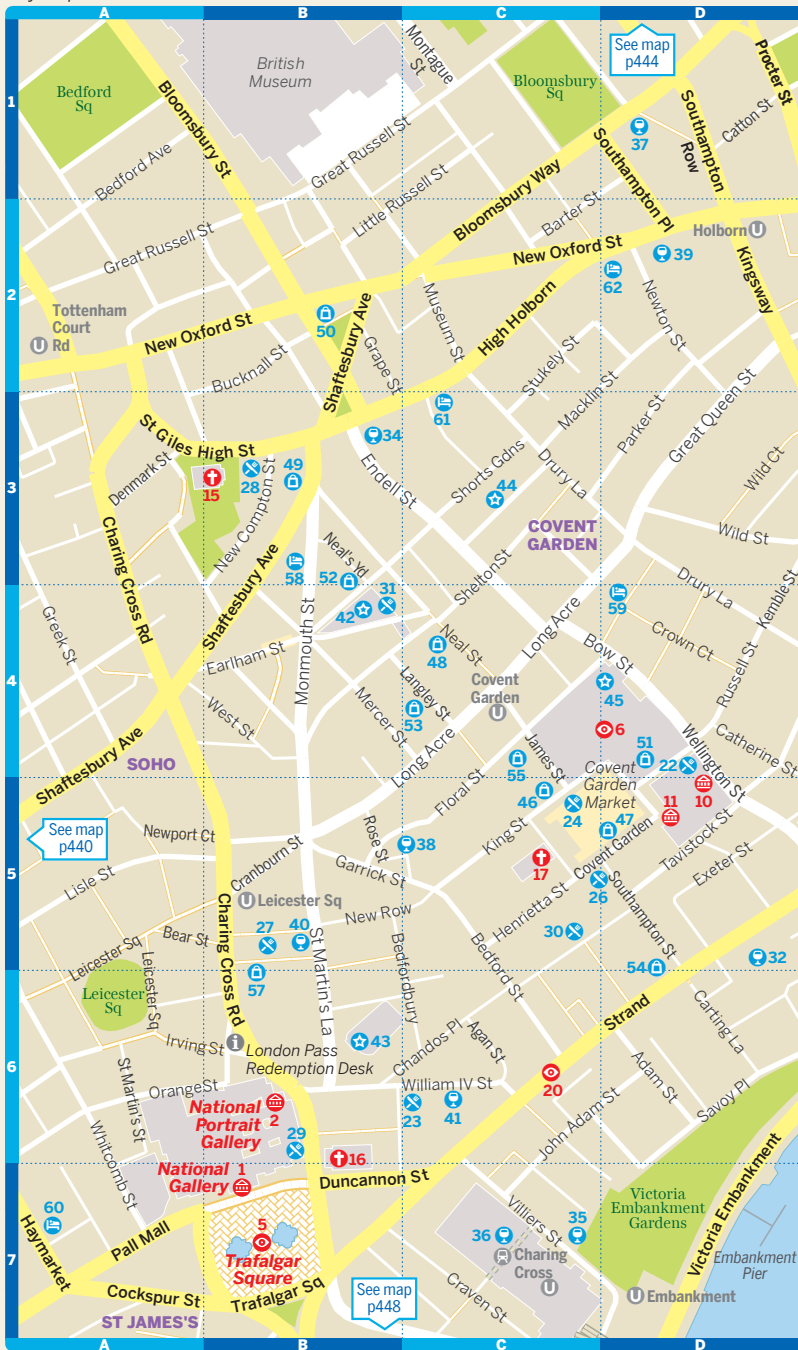 A
B
C
D
1
2
3
4
5
6
7
Bedford
Sq
British
Museum
Montague
St
Bloomsbury
Sq
See map
p444
Procter St
Bloomsbury St
Bedford Ave
Great Russell St
Great Russell St
Little Russell St
Bloomsbury Way
Southampton Pl
Southampton
Row
Catton St
37
Barter St
New Oxford St
Holborn
U
39
62
Kingsway
Newton St
Tottenham
Court
Rd
U
New Oxford St
50
Bucknall St
Shaftesbury Ave
Grape St
Museum St
High Holborn
Stukely St
Macklin St
Parker St
Great Queen St
61
34
St Giles High St
Denmark St
15
28
49
New Compton St
Endell St
Shorts Gdns
44
Drury La
COVENT
GARDEN
Wild Ct
Wild St
Charing Cross Rd
Shaftesbury Ave
58
Neal's Yd
52
31
42
Shelton St
Drury La
Kemble St
59
Greek St
Monmouth St
Earlham St
Neal St
48
Long Acre
Bow St
Crown Ct
Russell St
West St
Mercer St
Langley St
53
Covent
Garden
U
45
6
51
22
Wellington St
Catherine St
Shaftesbury Ave
SOHO
Long Acre
Floral St
55
James St
46
Covent
Garden
Market
24
47
11
10
Tavistock St
Exeter St
See map
p440
Newport Ct
Lisle St
Cranbourn St
Rose St
38
King St
17
Covent Garden
Garrick St
Henrietta St
26
Southampton St
U
Leicester Sq
New Row
Bear St
27
40
Bedfordbury
Bedford St
30
54
32
Leicester Sq
Leicester Sq
Leicester
Sq
57
St Martin's La
Charing Cross Rd
Irving St
i
London Pass
Redemption Desk
43
Chandos Pl
Agan St
Strand
Carting La
20
Adam St
Savoy Pl
St Martin's St
Orange St
National
Portrait
Gallery
2
29
William IV St
23
41
John Adam St
Whitcomb St
National
Gallery
1
16
Duncannon St
Victoria
Embankment
Gardens
Victoria Embankment
60
Haymarket
Pall Mall
5
Trafalgar
Square
36
Villiers St
35
Charing
Cross
U
Craven St
Embankment
Pier
U
Embankment
Cockspur St
Trafalgar Sq
ST JAMES'S
See map
p448
A
B
C
D